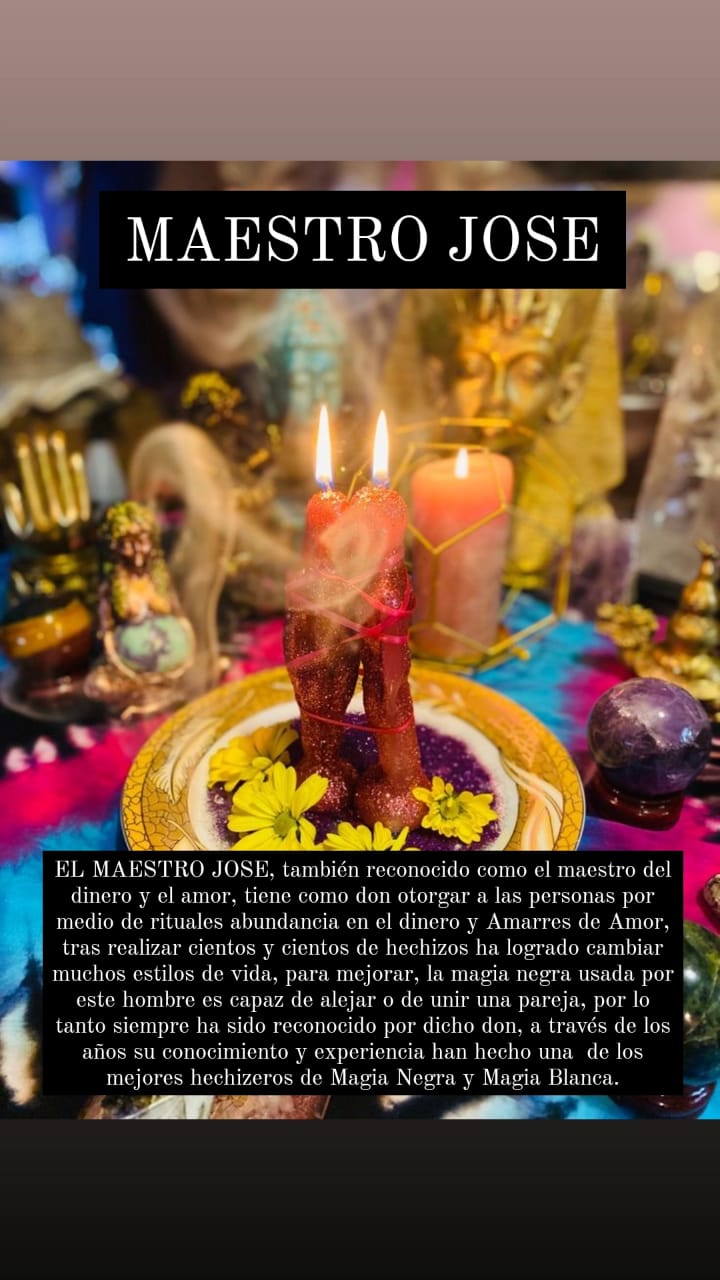 MAESTRO JOSE
EL MAESTRO JOSE, también reconocido como el maestro del
dinero y el amor, tiene como don otorgar a las personas por
medio de rituales abundancia en el dinero y Amarres de Amor,
tras realizar cientos y cientos de hechizos ha logrado cambiar
muchos estilos de vida, para mejorar, la magia negra usada por
este hombre es capaz de alejar o de unir una pareja, por lo
tanto siempre ha sido reconocido por dicho don, a través de los
años su conocimiento y experiencia han hecho una  de los
mejores hechizeros de Magia Negra y Magia Blanca.